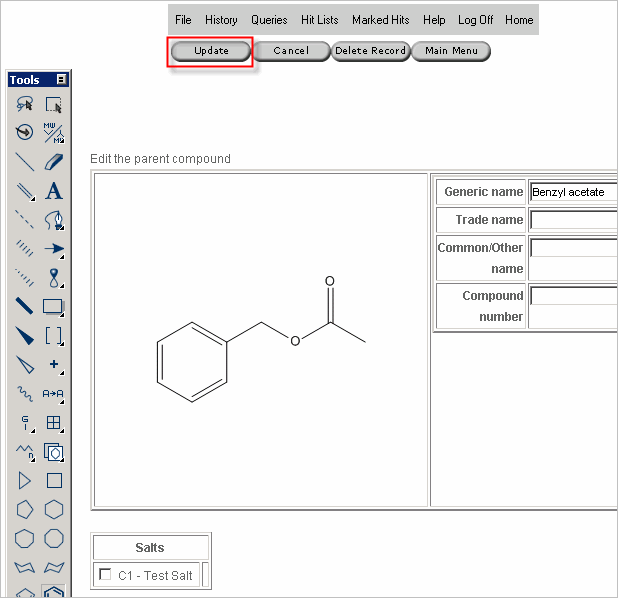 File History Queries Hit Lists Marked Hits Help Log Off Home
Update Cancel Delete Record Main Menu
Tools
MW
MW
A
A→A
G
I
n
Edit the parent compound
Generic name Benzyl acetate
Trade name
Common/Other
name
Compound
number
O
O
Salts
C1 - Test Salt